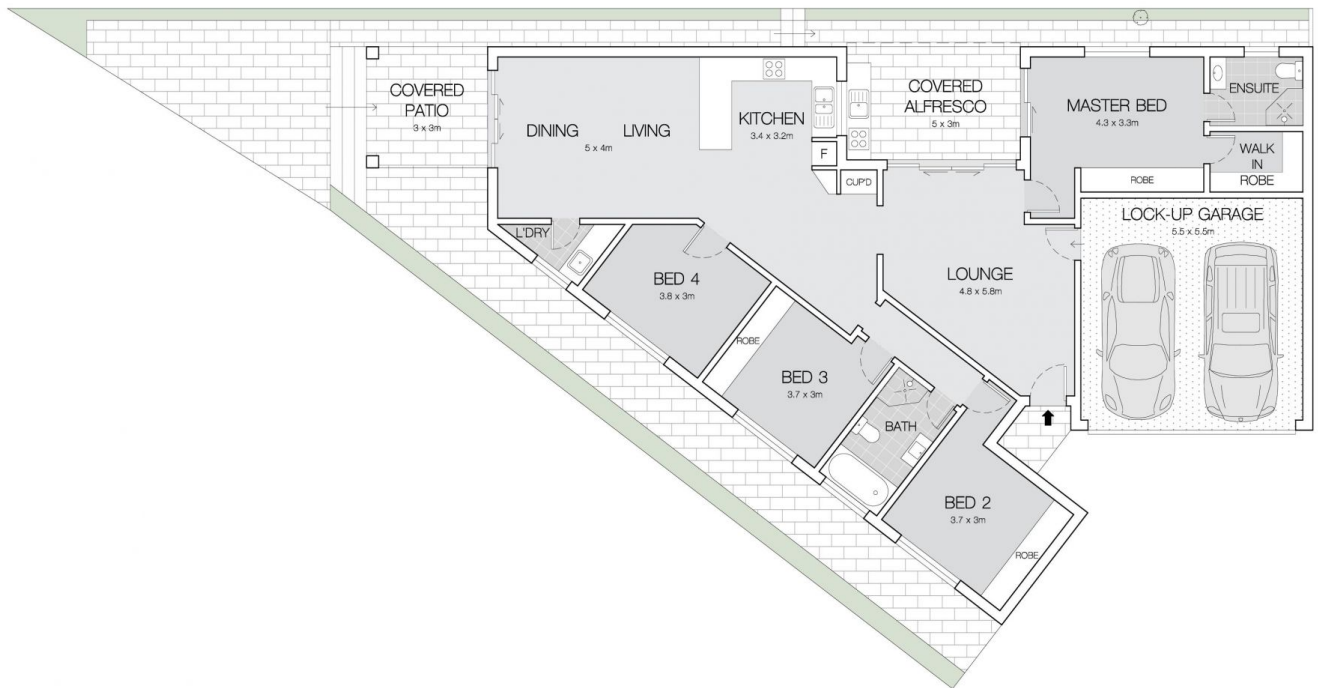 COVERED
PATIO
3 x 3m
DINING LIVING
5 x 4m
KITCHEN
3.4 x 3.2m
F
CUP'D
COVERED
ALFRESCO
5 x 3m
MASTER BED
4.3 x 3.3m
ROBE
ENSUITE
WALK
IN
ROBE
LOCK-UP GARAGE
5.5 x 5.5m
LOUNGE
4.8 x 5.8m
L'DRY
BED 4
3.8 x 3m
ROBE
BED 3
3.7 x 3m
BATH
BED 2
3.7 x 3m
ROBE